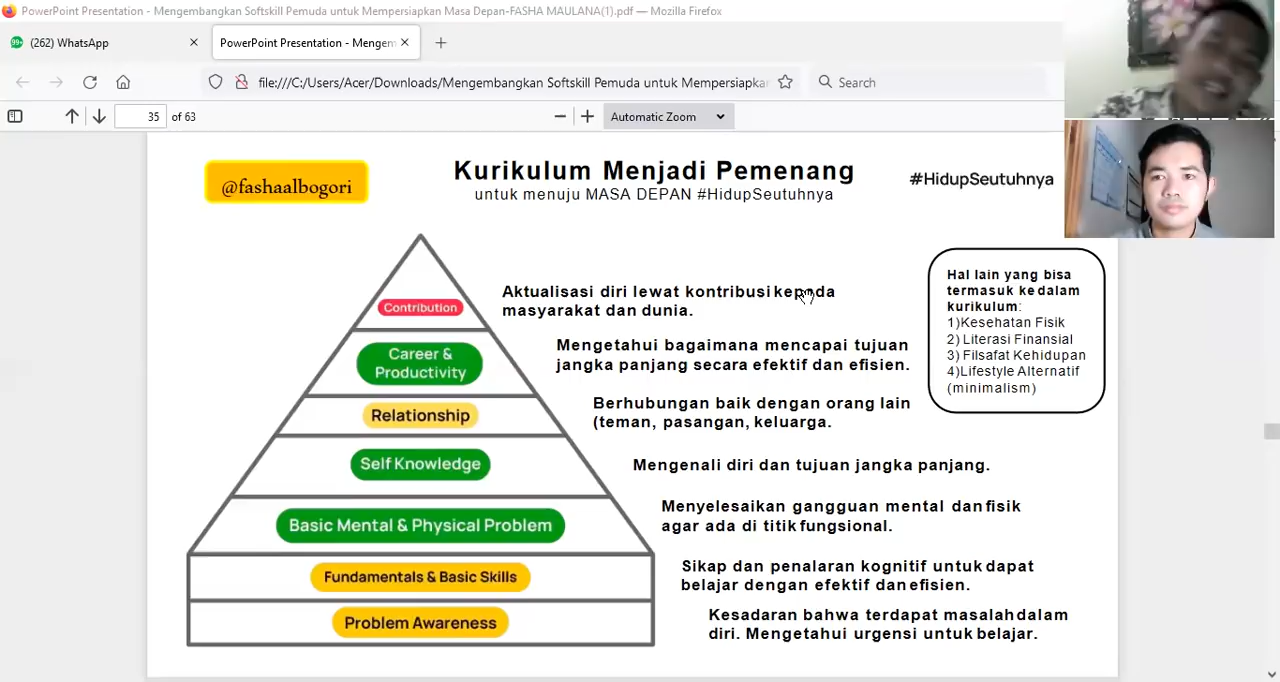 PowerPoint Presentation - Mengembangkan Softskill Pemuda untuk Mempersiapkan Masa Depan-FASHA MAULANA(1).pdf — Mozilla Firefox
99+ (262) WhatsApp
PowerPoint Presentation - Mengem
file:///C:/Users/Acer/Downloads/Mengembangkan Softskill Pemuda untuk Mempersiapka
Search
35 of 63
Automatic Zoom
@fashaalbogori
Kurikulum Menjadi Pemenang
untuk menuju MASA DEPAN #HidupSeutuhnya
#HidupSeutuhnya
Contribution
Aktualisasi diri lewat kontribusi kepada
masyarakat dan dunia.
Career &
Productivity
Mengetahui bagaimana mencapai tujuan
jangka panjang secara efektif dan efisien.
Relationship
Berhubungan baik dengan orang lain
(teman, pasangan, keluarga.
Self Knowledge
Mengenali diri dan tujuan jangka panjang.
Basic Mental & Physical Problem
Menyelesaikan gangguan mental dan fisik
agar ada di titik fungsional.
Fundamentals & Basic Skills
Sikap dan penalaran kognitif untuk dapat
belajar dengan efektif dan efisien.
Problem Awareness
Kesadaran bahwa terdapat masalah dalam
diri. Mengetahui urgensi untuk belajar.
Hal lain yang bisa
termasuk ke dalam
kurikulum:
1)Kesehatan Fisik
2) Literasi Finansial
3) Filsafat Kehidupan
4)Lifestyle Alternatif
(minimalism)